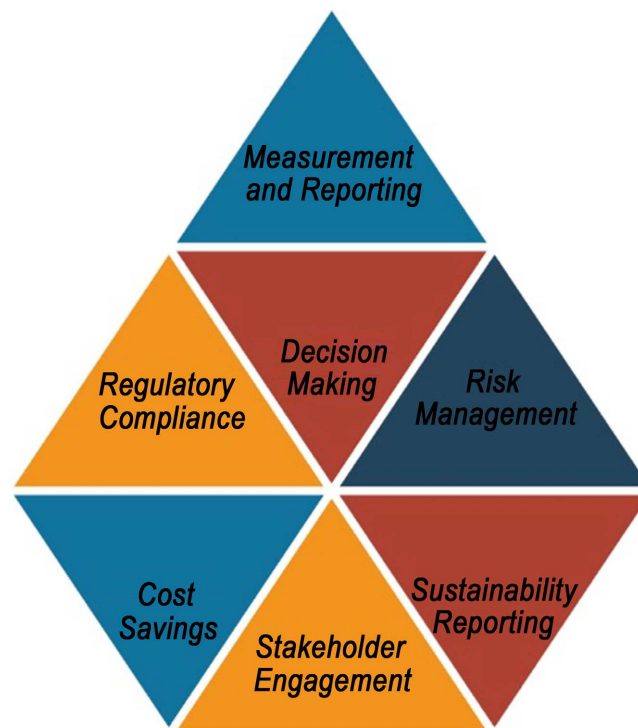 Measurement
and Reporting
Decision
Making
Regulatory
Compliance
Risk
Management
Cost
Savings
Stakeholder
Engagement
Sustainability
Reporting